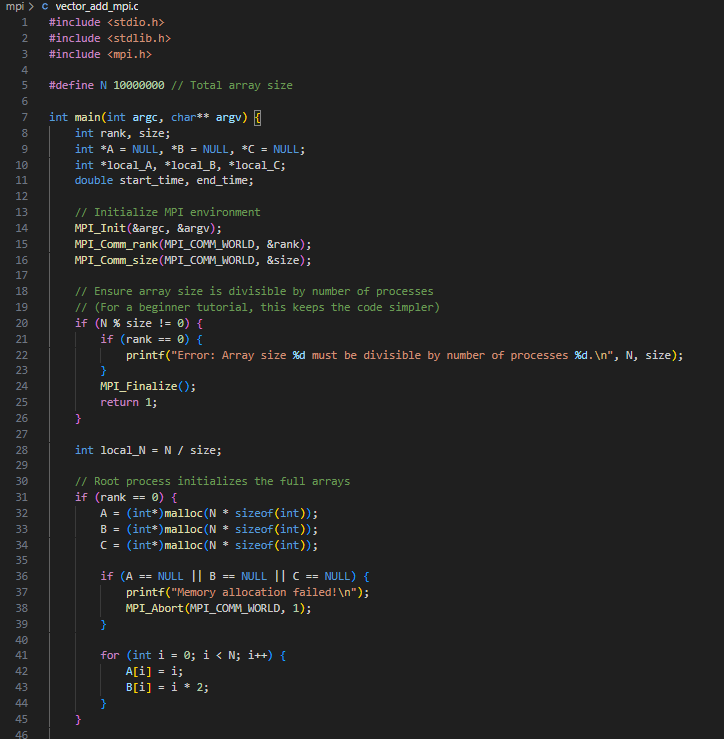 mpi > C vector_add_mpi.c
1 #include <stdio.h>
2 #include <stdlib.h>
3 #include <mpi.h>
4
5 #define N 10000000 // Total array size
6
7 int main(int argc, char** argv) {
8     int rank, size;
9     int *A = NULL, *B = NULL, *C = NULL;
10     int *local_A, *local_B, *local_C;
11     double start_time, end_time;
12
13     // Initialize MPI environment
14     MPI_Init(&argc, &argv);
15     MPI_Comm_rank(MPI_COMM_WORLD, &rank);
16     MPI_Comm_size(MPI_COMM_WORLD, &size);
17
18     // Ensure array size is divisible by number of processes
19     // (For a beginner tutorial, this keeps the code simpler)
20     if (N % size != 0) {
21         if (rank == 0) {
22             printf("Error: Array size %d must be divisible by number of processes %d.\n", N, size);
23         }
24         MPI_Finalize();
25         return 1;
26     }
27
28     int local_N = N / size;
29
30     // Root process initializes the full arrays
31     if (rank == 0) {
32         A = (int*)malloc(N * sizeof(int));
33         B = (int*)malloc(N * sizeof(int));
34         C = (int*)malloc(N * sizeof(int));
35
36         if (A == NULL || B == NULL || C == NULL) {
37             printf("Memory allocation failed!\n");
38             MPI_Abort(MPI_COMM_WORLD, 1);
39         }
40
41         for (int i = 0; i < N; i++) {
42             A[i] = i;
43             B[i] = i * 2;
44         }
45     }
46